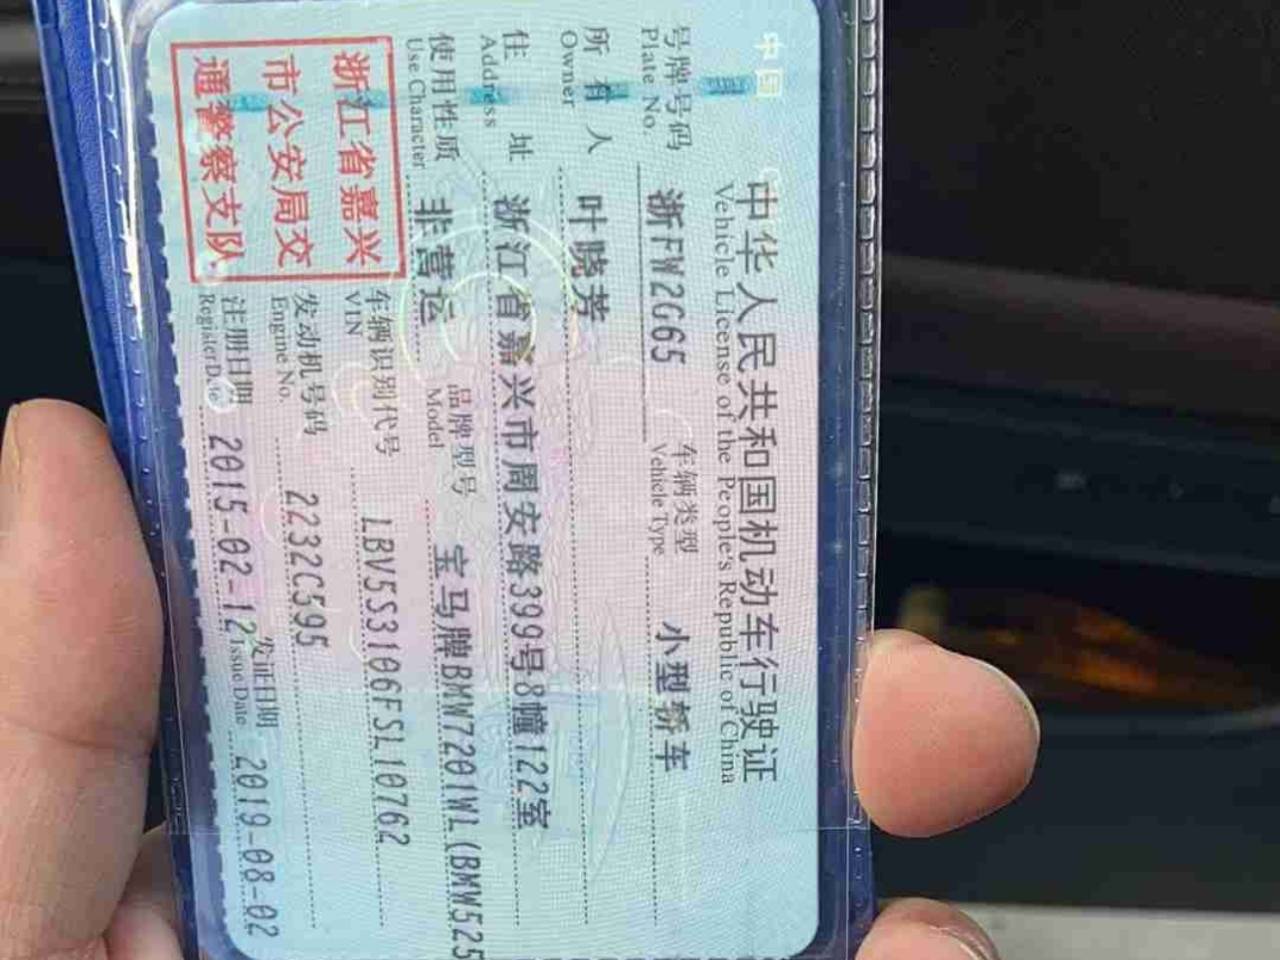 中国
中华人民共和国机动车行驶证
Vehicle License of the People's Republic of China
号牌号码 浙FW2G65 车辆类型 小型轿车
Plate No. Vehicle Type
所有人 叶晓芳
Owner
住址 浙江省嘉兴市周安路399号8幢122室
Address
使用性质 非营运 品牌型号 宝马牌BMW7201WL(BMW525
Use Character Model
浙江省嘉兴
市公安局交
通警察支队
车辆识别代号 LBV5S3106FSL10762
VIN
发动机号码 2232C595
Engine No.
注册日期 2015-02-12 发证日期 2019-08-02
Register Date Issue Date